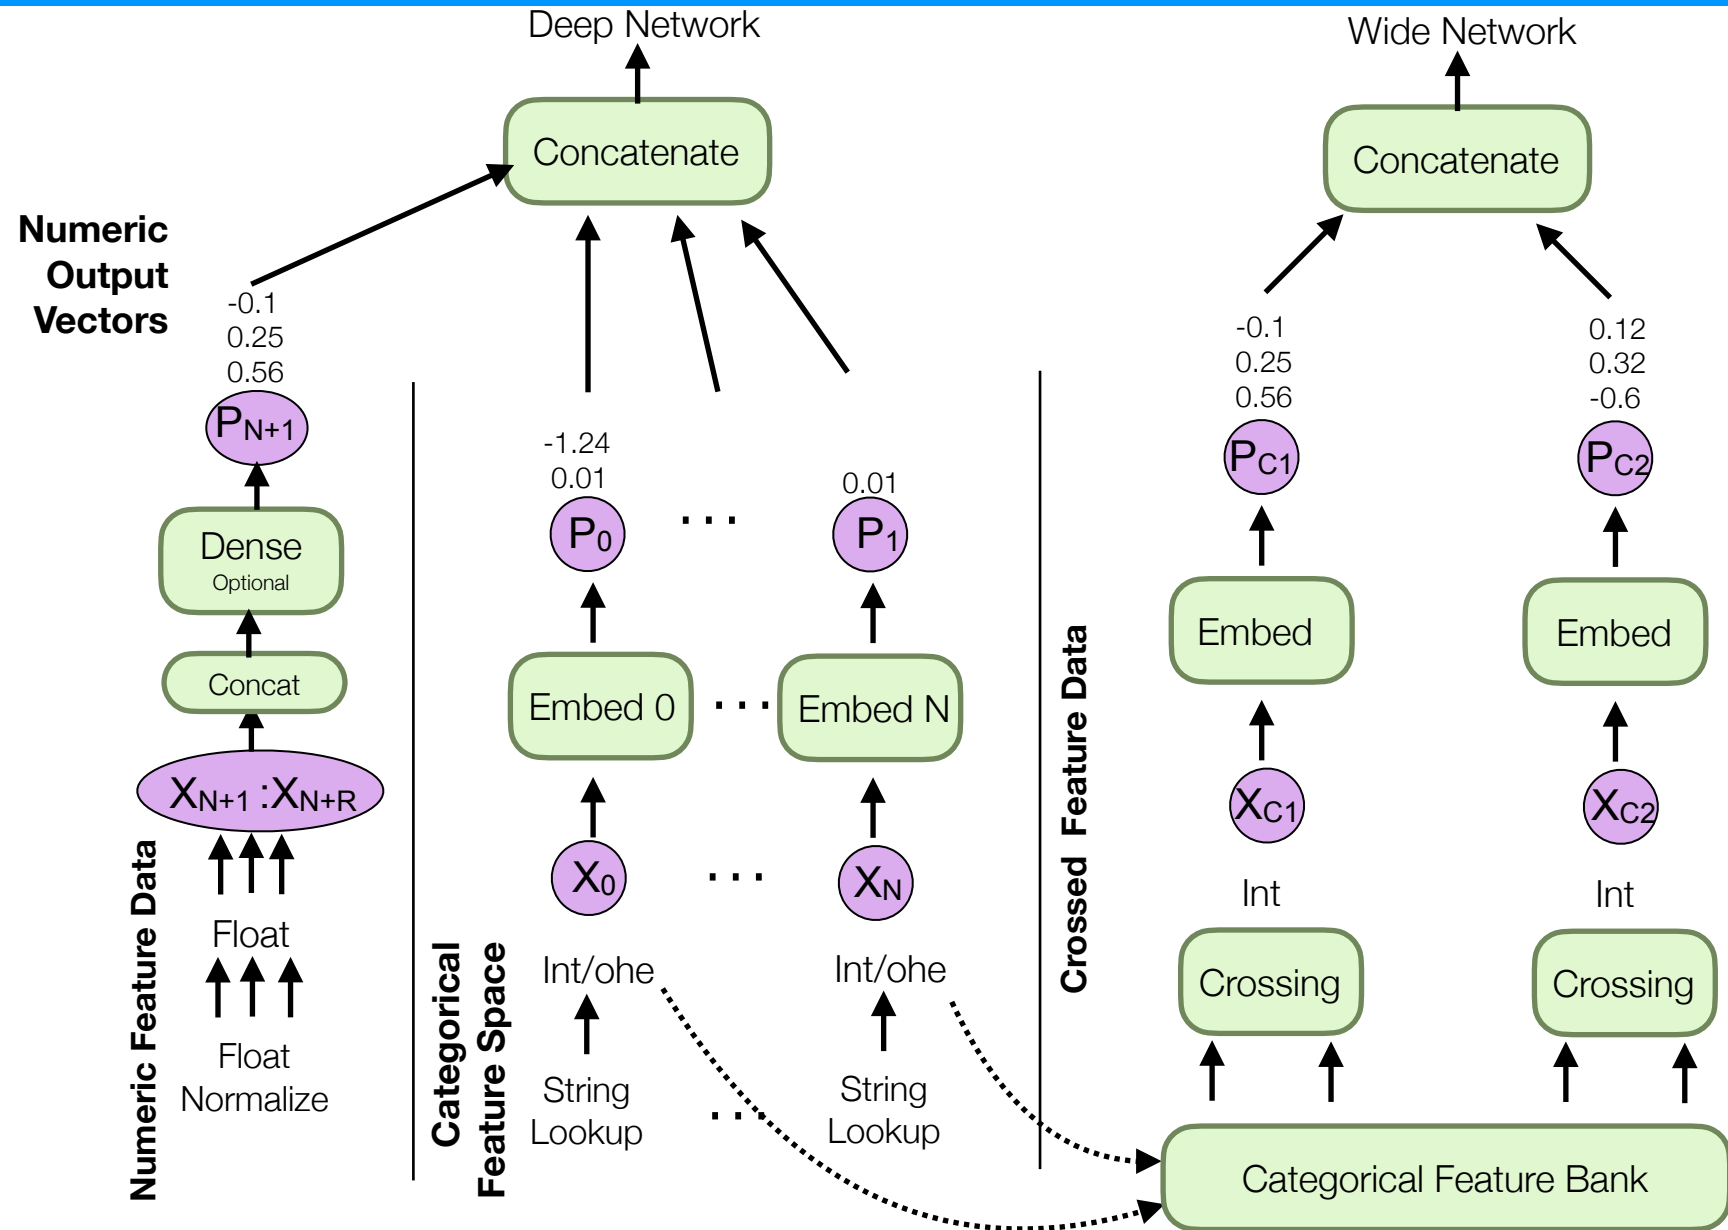 Deep Network
Concatenate
Numeric
Output
Vectors
-0.1
0.25
0.56
PN+1
Dense
Optional
Concat
XN+1 :XN+R
Float
Float
Normalize
Numeric Feature Data
-1.24
0.01
P0
...
0.01
P1
Embed 0
...
Embed N
X0
...
XN
Int/ohe
Int/ohe
String
Lookup
...
String
Lookup
Categorical
Feature Space
Wide Network
Concatenate
-0.1
0.25
0.56
PC1
0.12
0.32
-0.6
PC2
Embed
Embed
XC1
XC2
Int
Int
Crossing
Crossing
Categorical Feature Bank
Crossed Feature Data